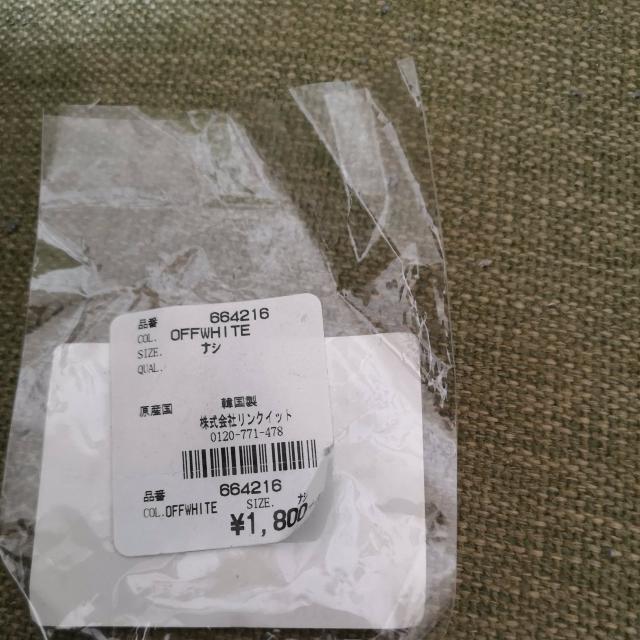 品番 664216
COL. OFFWHITE
SIZE. ナシ
QUAL.
原産国 韓国製
株式会社リンクイット
0120-771-478
品番 664216
COL.OFFWHITE SIZE.
¥1,800